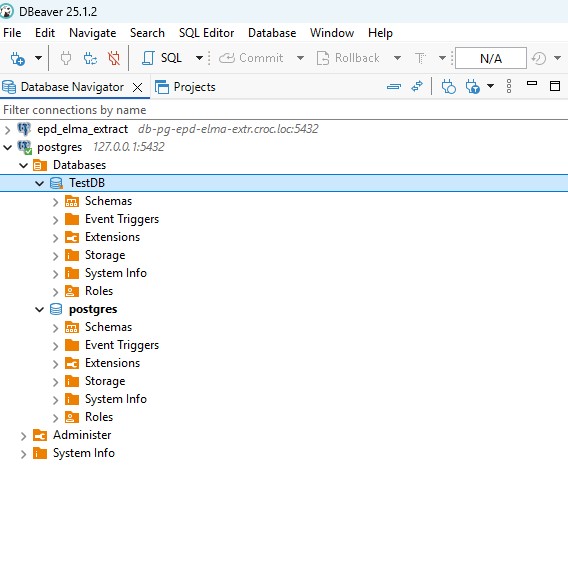 DBeaver 25.1.2
File Edit Navigate Search SQL Editor Database Window Help
SQL Commit Rollback T N/A
Database Navigator Projects
Filter connections by name
epd_elma_extract db-pg-epd-elma-extr.croc.loc:5432
postgres 127.0.0.1:5432
Databases
TestDB
Schemas
Event Triggers
Extensions
Storage
System Info
Roles
postgres
Schemas
Event Triggers
Extensions
Storage
System Info
Roles
Administer
System Info